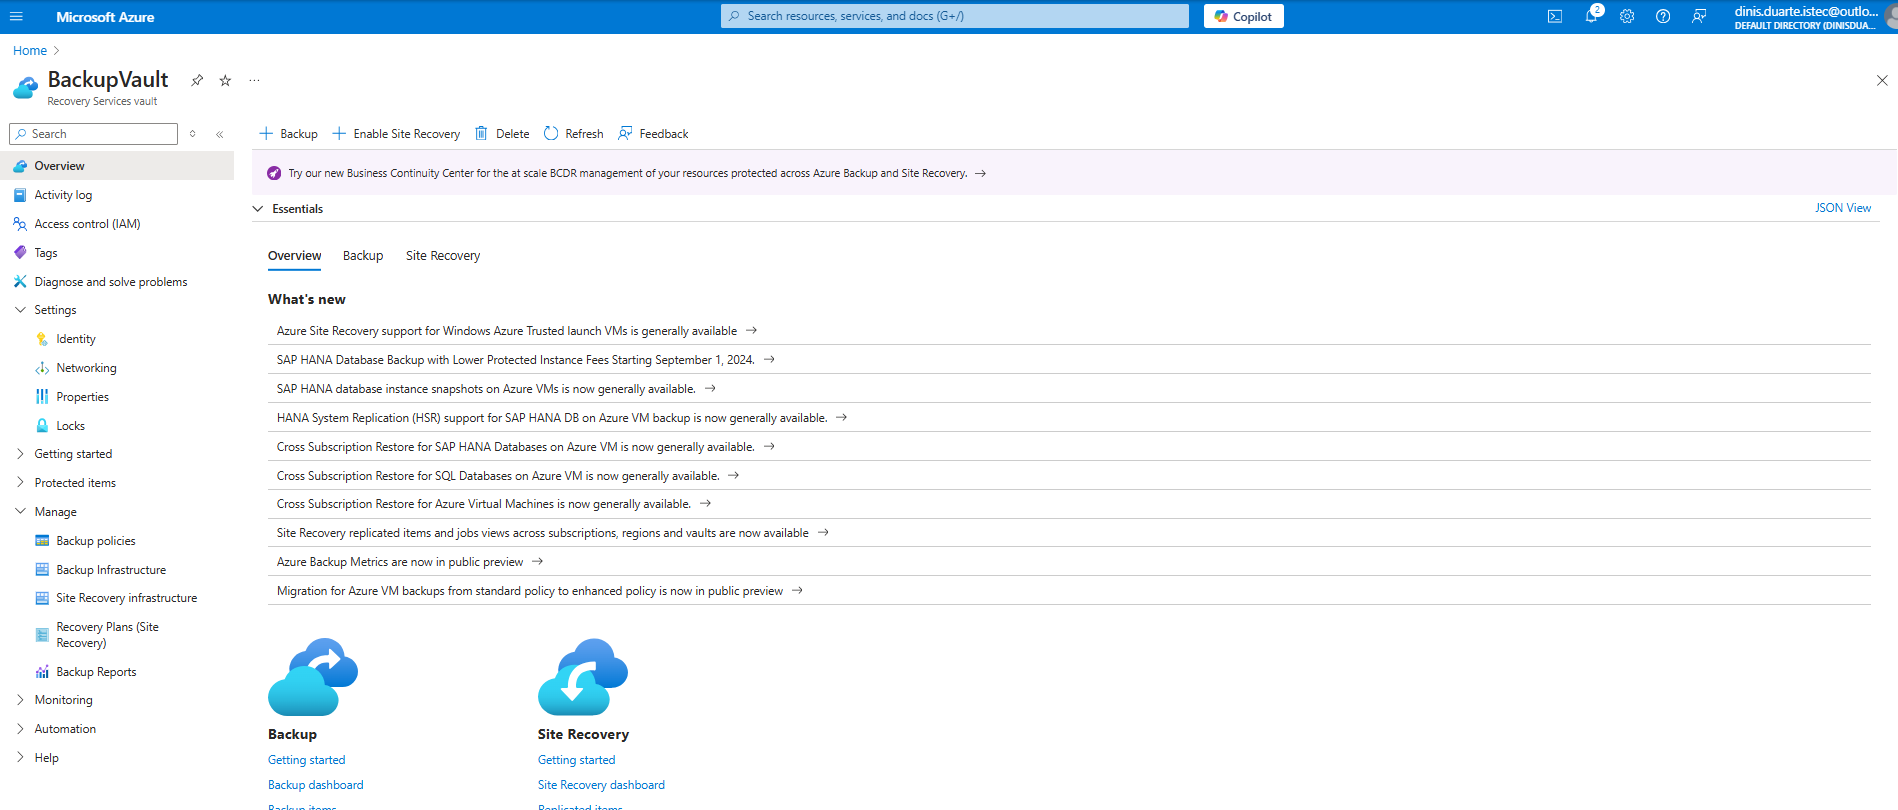 Microsoft Azure
Search resources, services, and docs (G+/)
Copilot
2
dinis.duarte.istec@outlo...
DEFAULT DIRECTORY (DINISDUA...
Home
BackupVault
Recovery Services vault
Search
Backup
Enable Site Recovery
Delete
Refresh
Feedback
Overview
Activity log
Access control (IAM)
Tags
Diagnose and solve problems
Settings
Identity
Networking
Properties
Locks
Getting started
Protected items
Manage
Backup policies
Backup Infrastructure
Site Recovery infrastructure
Recovery Plans (Site
Recovery)
Backup Reports
Monitoring
Automation
Help
Try our new Business Continuity Center for the at scale BCDR management of your resources protected across Azure Backup and Site Recovery.
Essentials
JSON View
Overview
Backup
Site Recovery
What's new
Azure Site Recovery support for Windows Azure Trusted launch VMs is generally available
SAP HANA Database Backup with Lower Protected Instance Fees Starting September 1, 2024.
SAP HANA database instance snapshots on Azure VMs is now generally available.
HANA System Replication (HSR) support for SAP HANA DB on Azure VM backup is now generally available.
Cross Subscription Restore for SAP HANA Databases on Azure VM is now generally available.
Cross Subscription Restore for SQL Databases on Azure VM is now generally available.
Cross Subscription Restore for Azure Virtual Machines is now generally available.
Site Recovery replicated items and jobs views across subscriptions, regions and vaults are now available
Azure Backup Metrics are now in public preview
Migration for Azure VM backups from standard policy to enhanced policy is now in public preview
Backup
Getting started
Backup dashboard
Backup items
Site Recovery
Getting started
Site Recovery dashboard
Replicated items